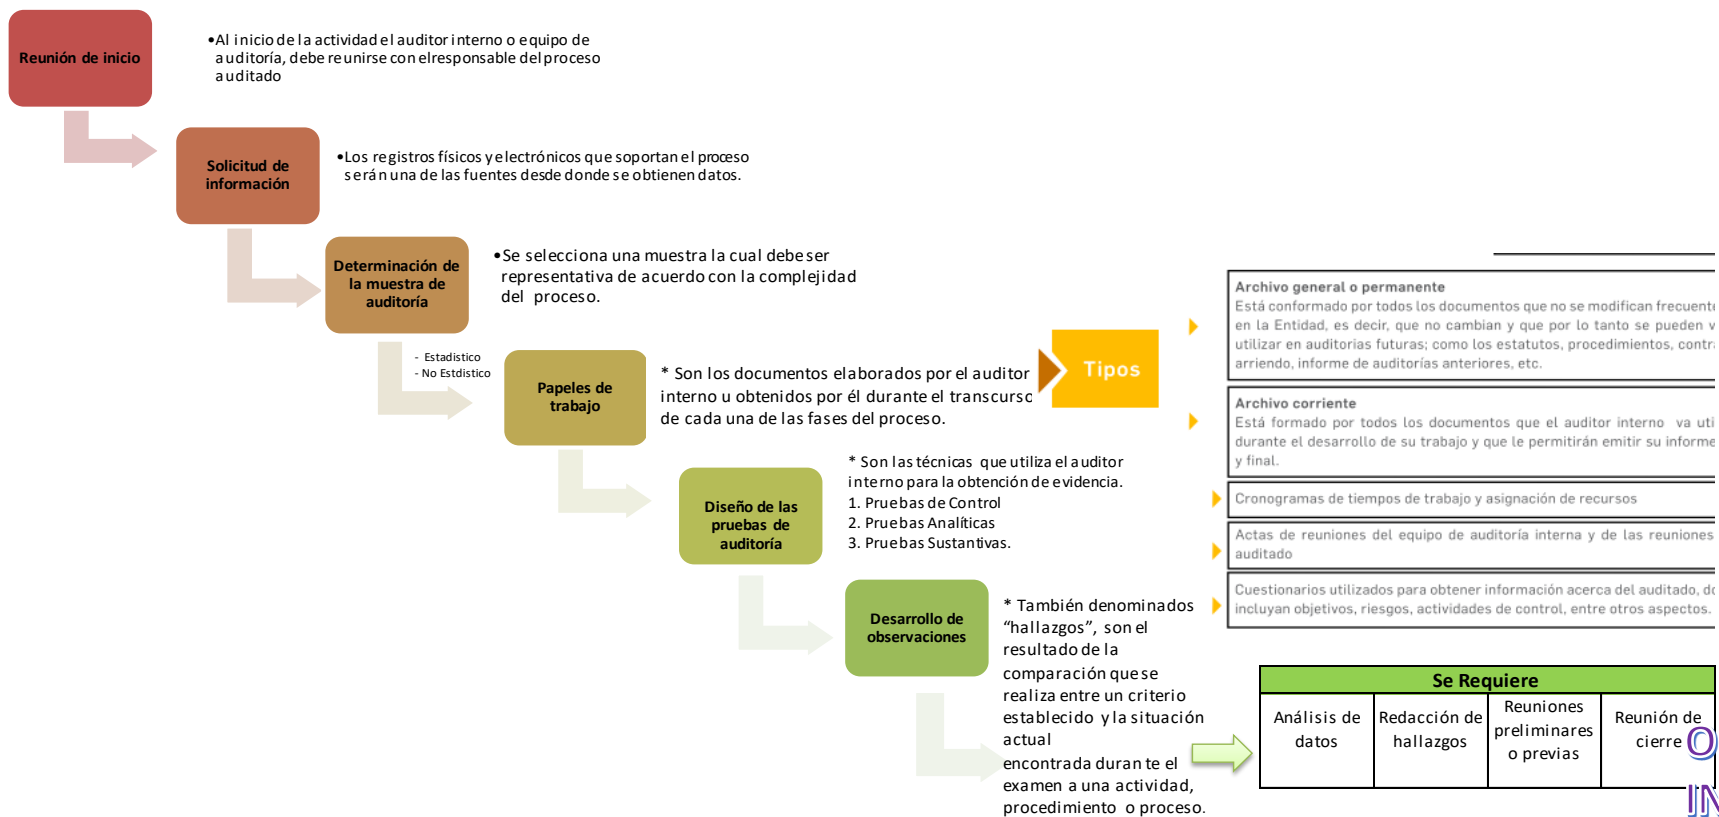 Reunión de inicio
•Al inicio de la actividad el auditor interno o equipo de
auditoría, debe reunirse con elresponsable del proceso
auditado
Solicitud de
información
•Los registros físicos y electrónicos que soportan el proceso
serán una de las fuentes desde donde se obtienen datos.
Determinación de
la muestra de
auditoría
•Se selecciona una muestra la cual debe ser
representativa de acuerdo con la complejidad
del proceso.
- Estadistico
- No Estdistico
Papeles de
trabajo
* Son los documentos elaborados por el auditor
interno u obtenidos por él durante el transcurso
de cada una de las fases del proceso.
Tipos
Archivo general o permanente
Está conformado por todos los documentos que no se modifican frecuente
en la Entidad, es decir, que no cambian y que por lo tanto se pueden v
utilizar en auditorias futuras; como los estatutos, procedimientos, contra
arriendo, informe de auditorías anteriores, etc.
Archivo corriente
Está formado por todos los documentos que el auditor interno va uti
durante el desarrollo de su trabajo y que le permitirán emitir su informe
y final.
Cronogramas de tiempos de trabajo y asignación de recursos
Actas de reuniones del equipo de auditoría interna y de las reuniones
auditado
Cuestionarios utilizados para obtener información acerca del auditado, do
incluyan objetivos, riesgos, actividades de control, entre otros aspectos.
Diseño de las
pruebas de
auditoría
* Son las técnicas que utiliza el auditor
interno para la obtención de evidencia.
1. Pruebas de Control
2. Pruebas Analíticas
3. Pruebas Sustantivas.
Desarrollo de
observaciones
* También denominados
“hallazgos”, son el
resultado de la
comparación que se
realiza entre un criterio
establecido y la situación
actual
encontrada duran te el
examen a una actividad,
procedimiento o proceso.
Se Requiere
Análisis de
datos
Redacción de
hallazgos
Reuniones
preliminares
o previas
Reunión de
cierre
O
IN